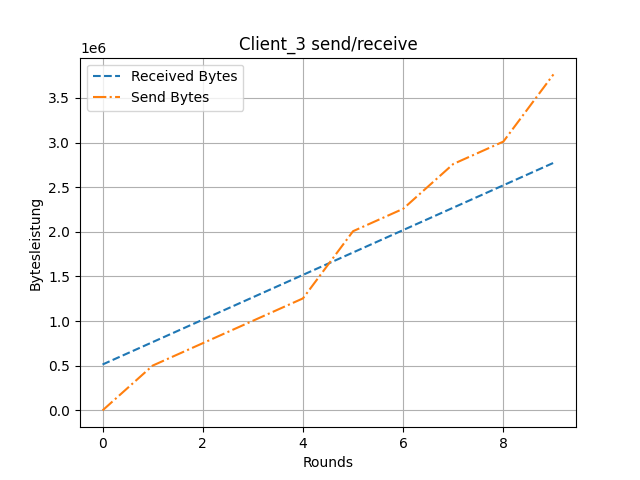 Client_3 send/receive
1e6
Received Bytes
Send Bytes
3.5
3.0
2.5
2.0
1.5
1.0
0.5
0.0
Bytesleistung
0 2 4 6 8
Rounds